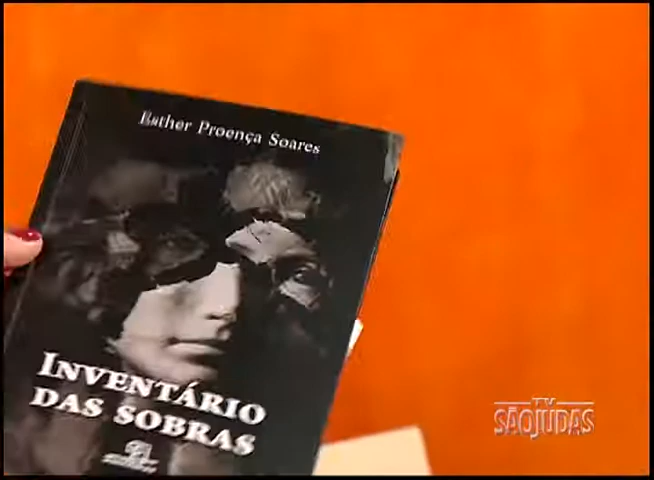 Esther Proença Soares
INVENTÁRIO
DAS SOBRAS
TV
SÃOJUDAS